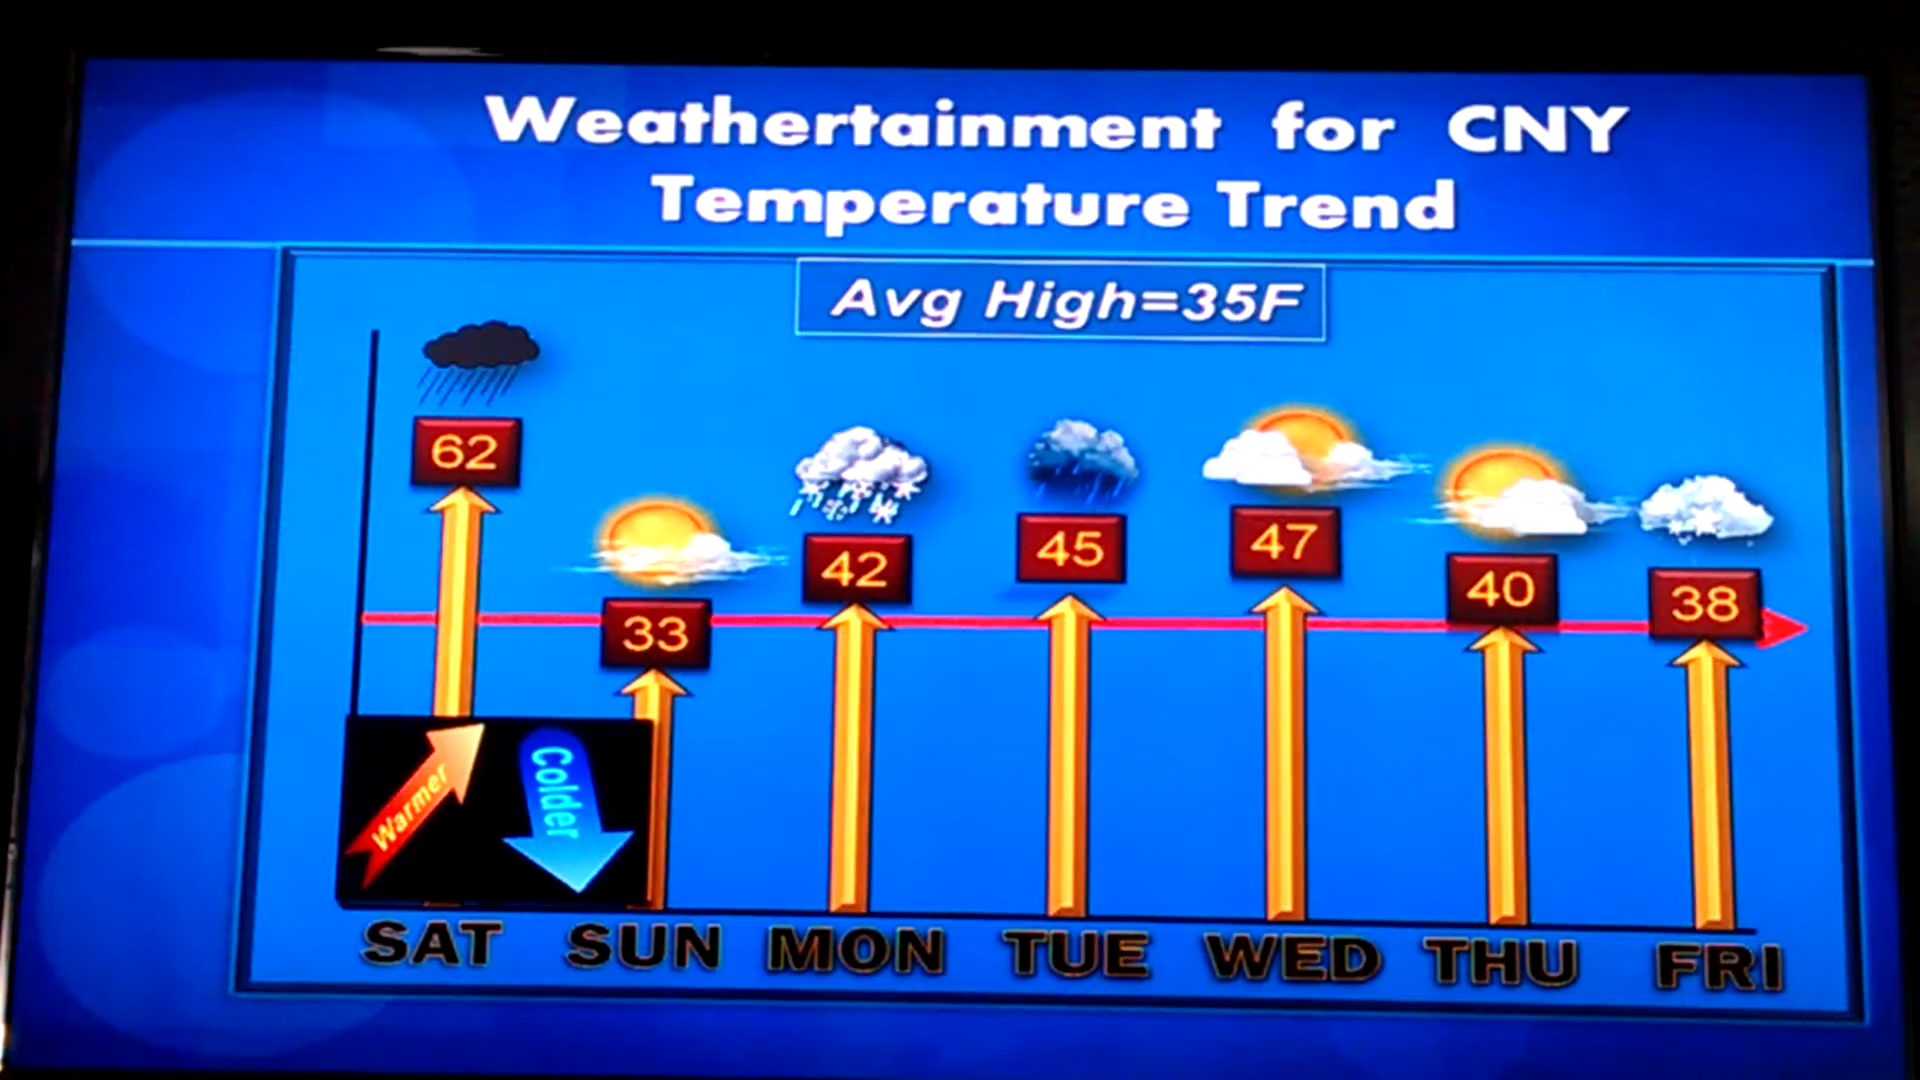 Weathertainment for CNY
Temperature Trend
Avg High=35F
62
33
42
45
47
40
38
Warmer
Colder
SAT SUN MON TUE WED THU FRI